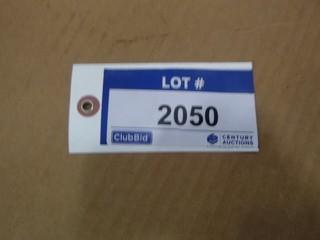 LOT #
2050
ClubBid
CENTURY
AUCTIONS